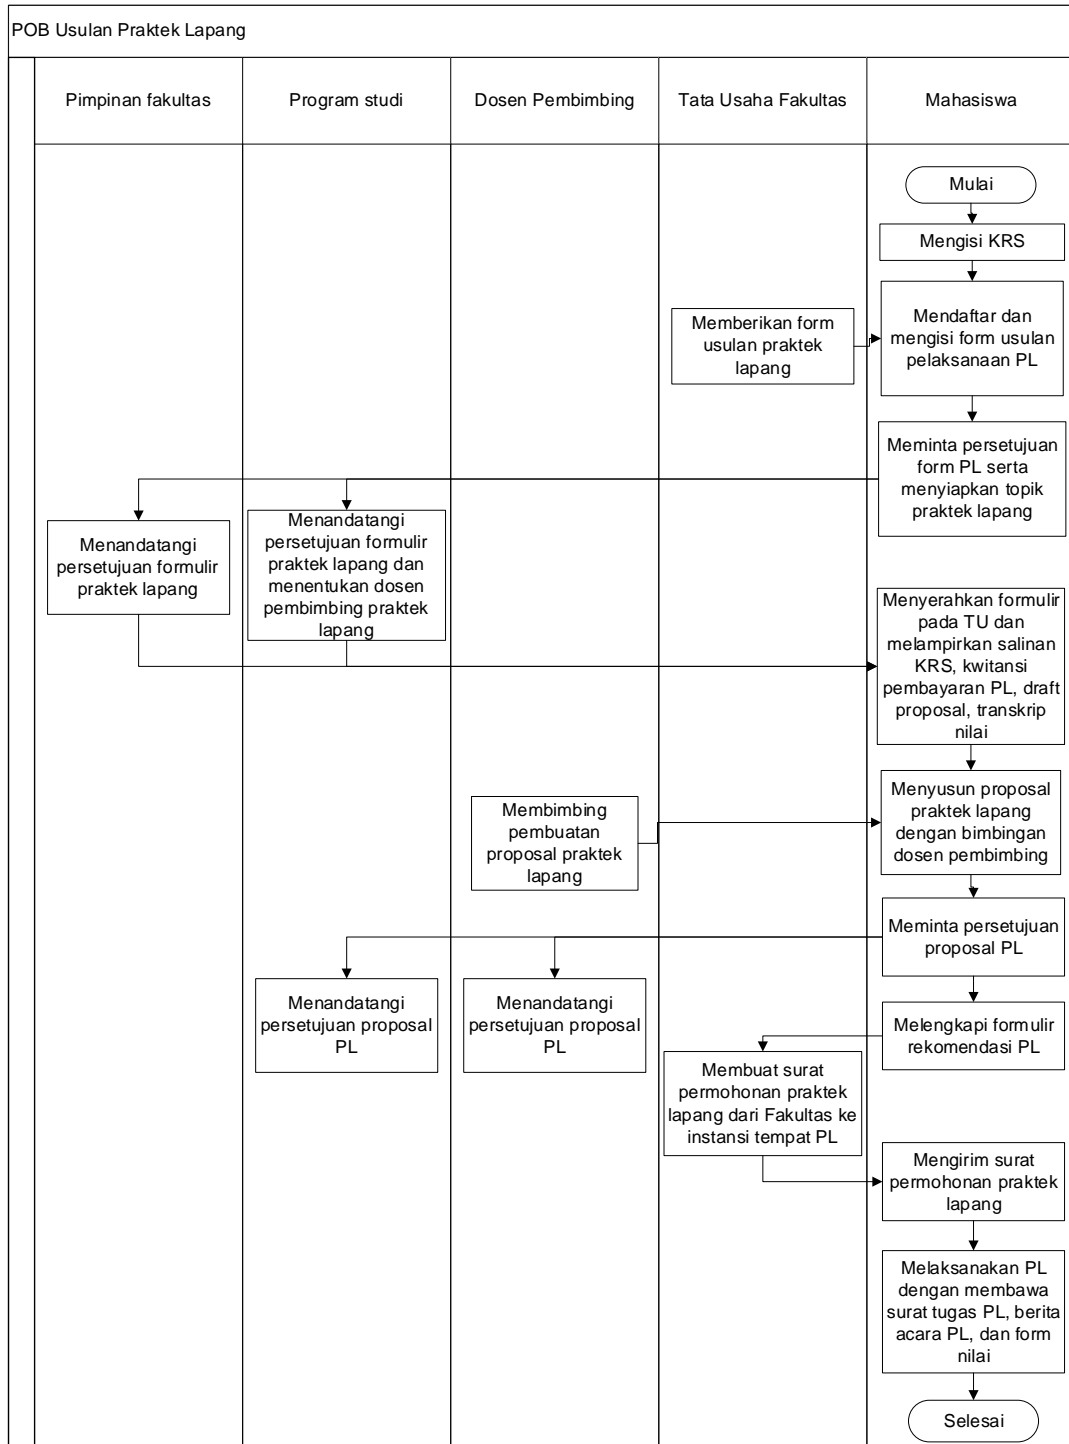 POB Usulan Praktek Lapang
Pimpinan fakultas
Program studi
Dosen Pembimbing
Tata Usaha Fakultas
Mahasiswa
Mulai
Mengisi KRS
Memberikan form
usulan praktek
lapang
Mendaftar dan
mengisi form usulan
pelaksanaan PL
Meminta persetujuan
form PL serta
menyiapkan topik
praktek lapang
Menandatangi
persetujuan formulir
praktek lapang
Menandatangi
persetujuan formulir
praktek lapang dan
menentukan dosen
pembimbing praktek
lapang
Menyerahkan formulir
pada TU dan
melampirkan salinan
KRS, kwitansi
pembayaran PL, draft
proposal, transkrip
nilai
Membimbing
pembuatan
proposal praktek
lapang
Menyusun proposal
praktek lapang
dengan bimbingan
dosen pembimbing
Meminta persetujuan
proposal PL
Menandatangi
persetujuan proposal
PL
Menandatangi
persetujuan proposal
PL
Melengkapi formulir
rekomendasi PL
Membuat surat
permohonan praktek
lapang dari Fakultas ke
instansi tempat PL
Mengirim surat
permohonan praktek
lapang
Melaksanakan PL
dengan membawa
surat tugas PL, berita
acara PL, dan form
nilai
Selesai